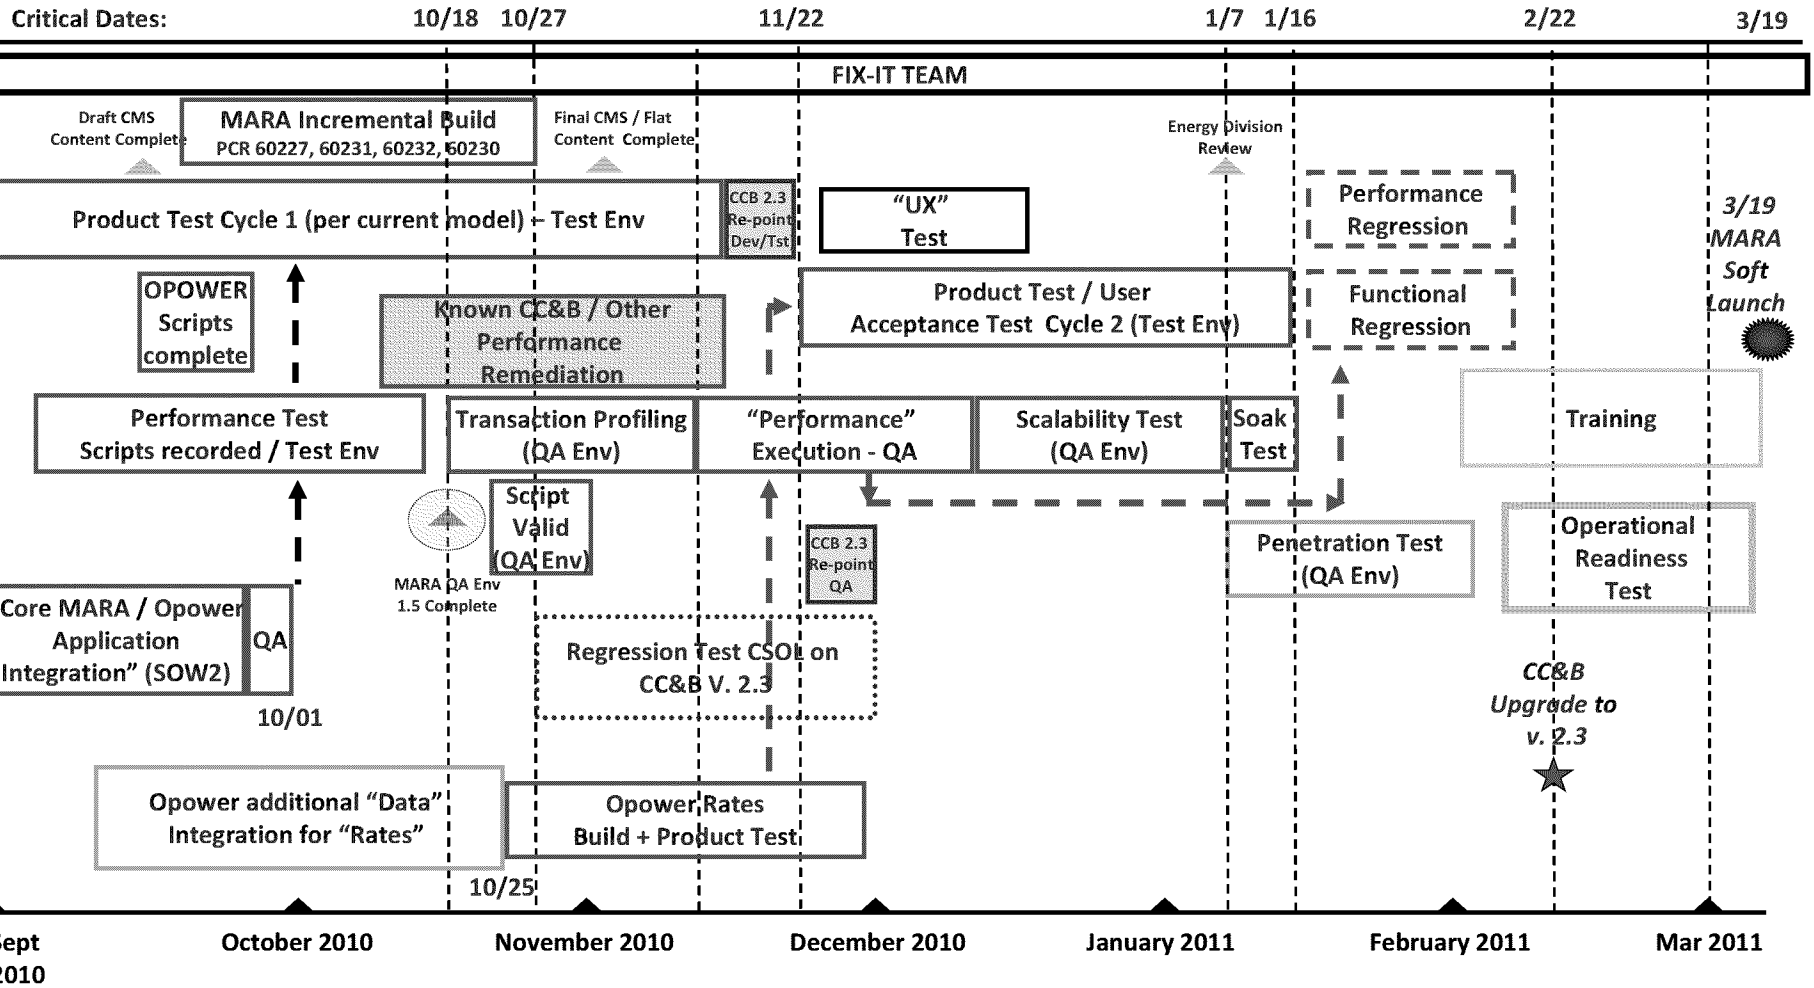 Critical Dates:
10/18 10/27 11/22 1/7 1/16 2/22 3/19
FIX-IT TEAM
Draft CMS
Content Complete
MARA Incremental Build
PCR 60227, 60231, 60232, 60230
Final CMS / Flat
Content Complete
Energy Division
Review
Product Test Cycle 1 (per current model) – Test Env
CCB 2.3
Re-point
Dev/Tst
“UX”
Test
Performance
Regression
3/19
MARA
Soft
Launch
OPOWER
Scripts
complete
Known CC&B / Other
Performance
Remediation
Product Test / User
Acceptance Test Cycle 2 (Test Env)
Functional
Regression
Performance Test
Scripts recorded / Test Env
Transaction Profiling
(QA Env)
“Performance”
Execution - QA
Scalability Test
(QA Env)
Soak
Test
Training
Script
Valid
(QA Env)
MARA QA Env
1.5 Complete
CCB 2.3
Re-point
QA
Penetration Test
(QA Env)
Operational
Readiness
Test
Core MARA / Opower
Application
Integration” (SOW2)
QA
10/01
Regression Test CSOL on
CC&B V. 2.3
CC&B
Upgrade to
v. 2.3
Opower additional “Data”
Integration for “Rates”
10/25
Opower Rates
Build + Product Test
October 2010 November 2010 December 2010 January 2011 February 2011 Mar 2011
2010